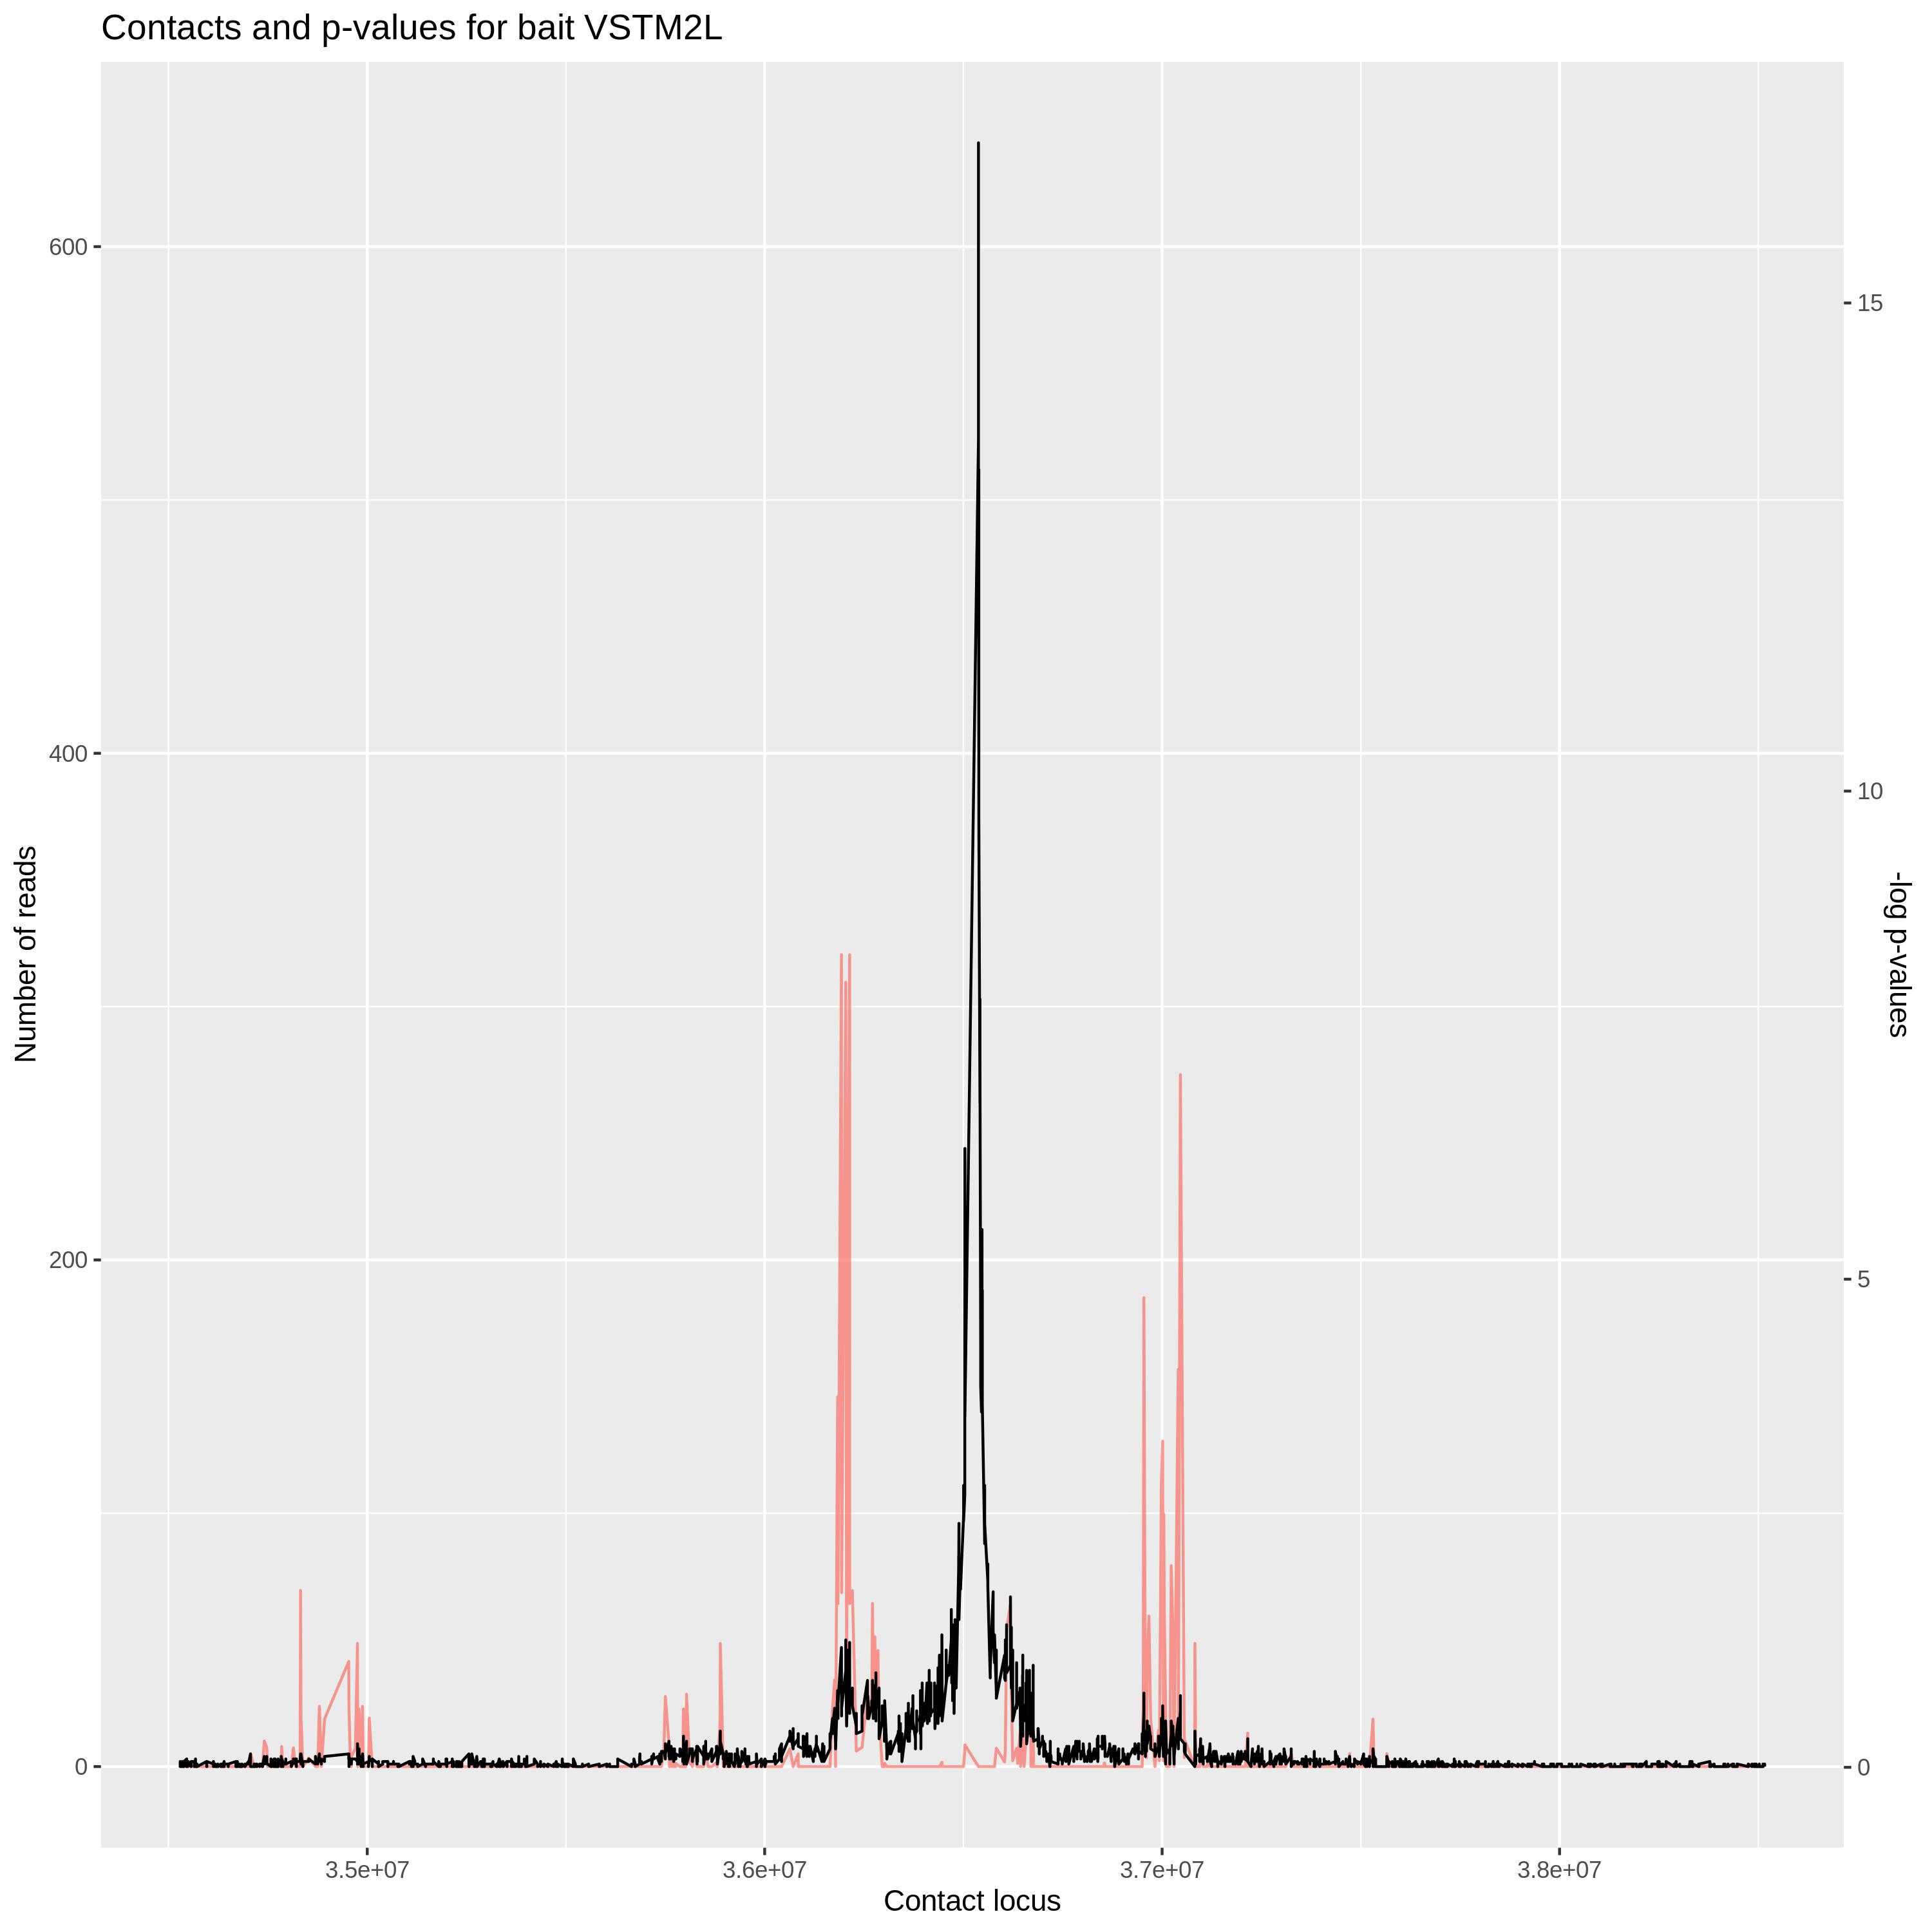 Contacts and p-values for bait VSTM2L
Number of reads
600
400
200
0
15
10
5
0
-log p-values
3.5e+07
3.6e+07
3.7e+07
3.8e+07
Contact locus